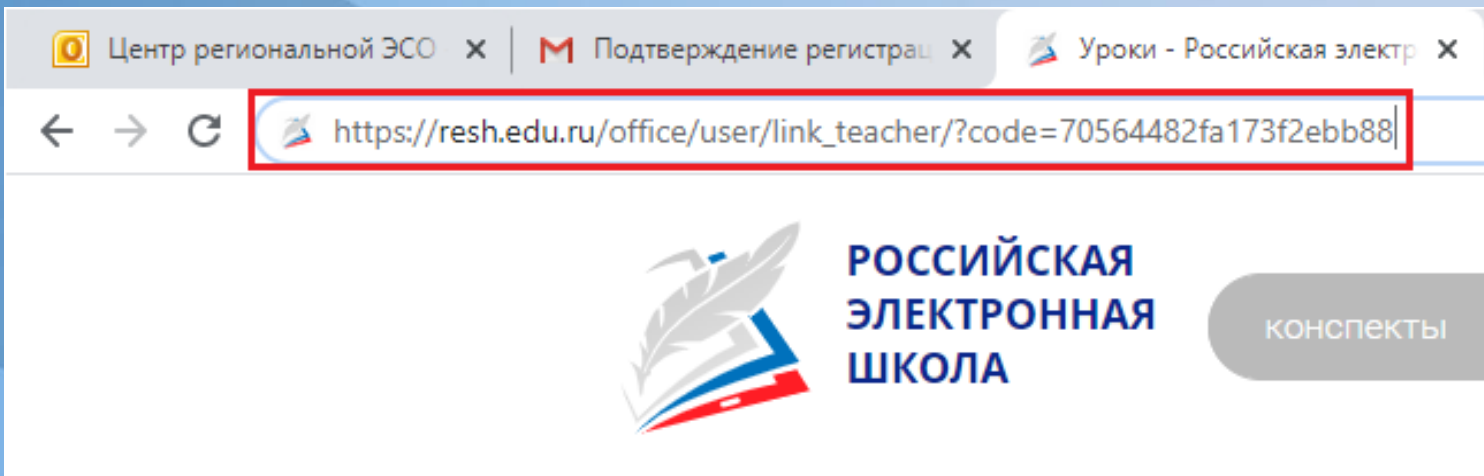 Центр региональной ЭСО
Подтверждение регистрац
Уроки - Российская электр
https://resh.edu.ru/office/user/link_teacher/?code=70564482fa173f2ebb88
РОССИЙСКАЯ
ЭЛЕКТРОННАЯ
ШКОЛА
конспекты